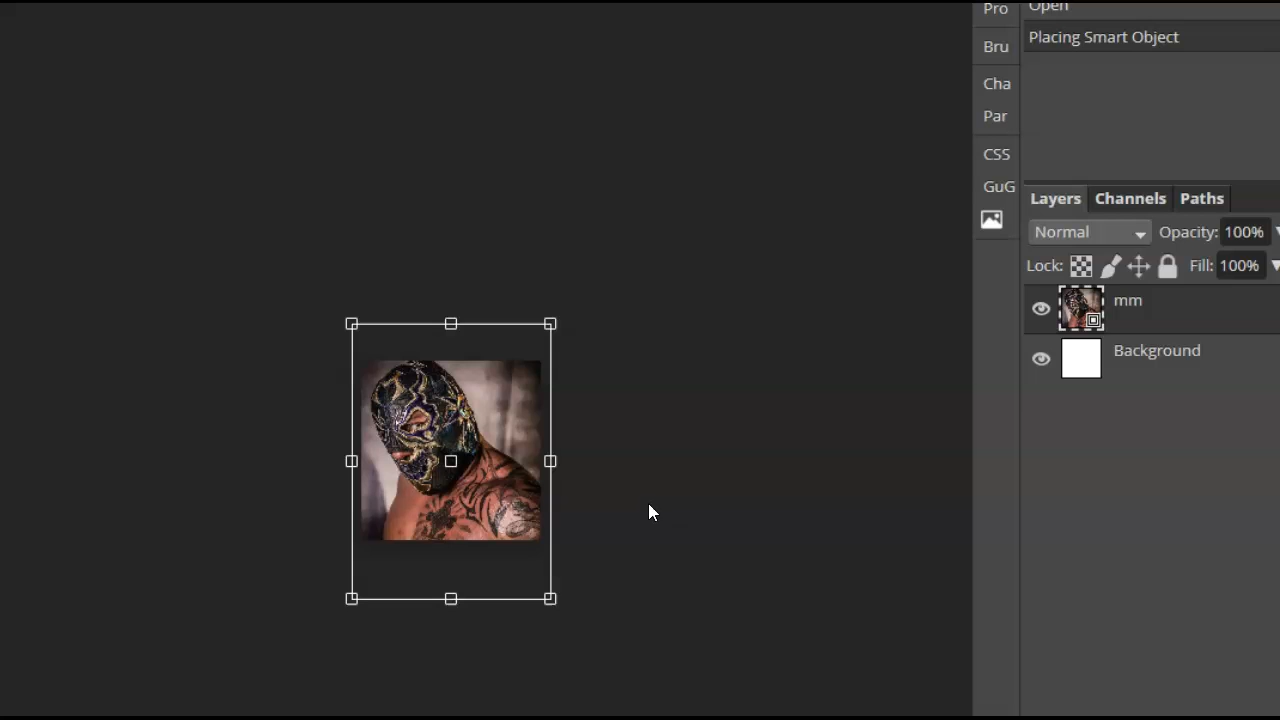 Pro
Open
Placing Smart Object
Bru
Cha
Par
CSS
GuG
Layers Channels Paths
Normal Opacity: 100%
Lock: Fill: 100%
mm
Background